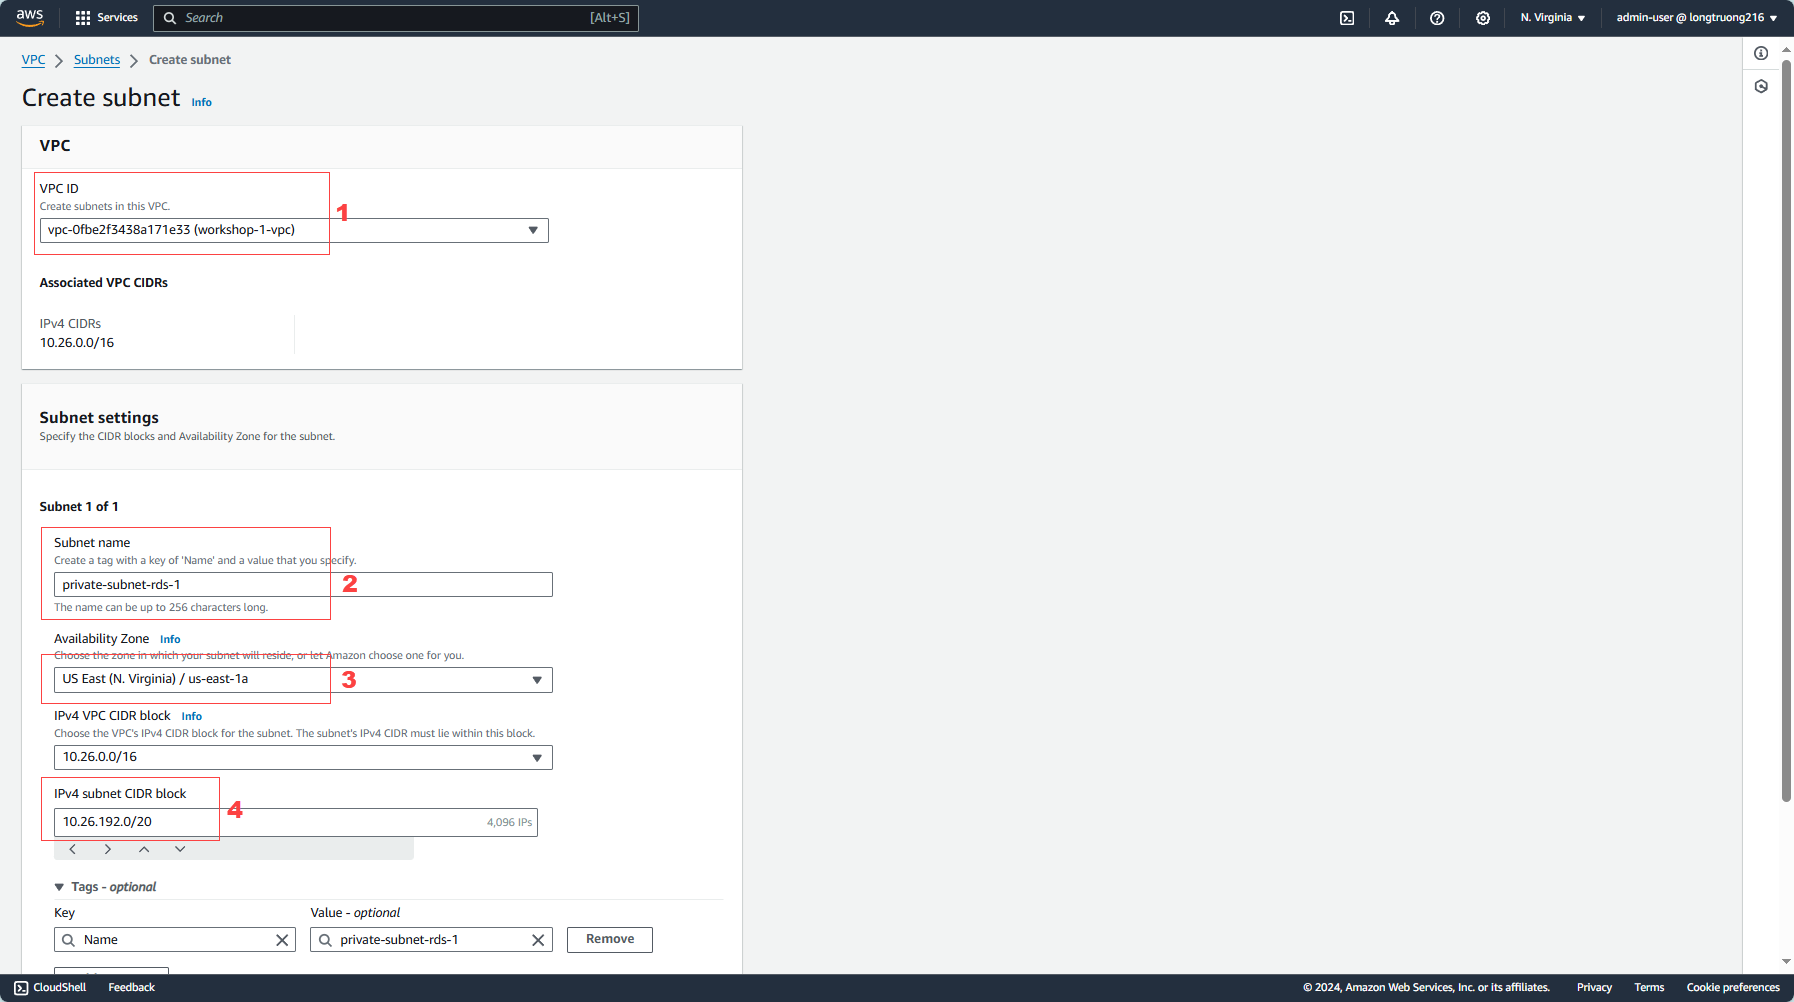 aws Services Search [Alt+S] N. Virginia admin-user @ longtruong216
VPC Subnets Create subnet
Create subnet Info
VPC
VPC ID
Create subnets in this VPC.
1
vpc-0fbe2f3438a171e33 (workshop-1-vpc)
Associated VPC CIDRs
IPv4 CIDRs
10.26.0.0/16
Subnet settings
Specify the CIDR blocks and Availability Zone for the subnet.
Subnet 1 of 1
Subnet name
Create a tag with a key of 'Name' and a value that you specify.
private-subnet-rds-1
2
The name can be up to 256 characters long.
Availability Zone Info
Choose the zone in which your subnet will reside, or let Amazon choose one for you.
US East (N. Virginia) / us-east-1a
3
IPv4 VPC CIDR block Info
Choose the VPC's IPv4 CIDR block for the subnet. The subnet's IPv4 CIDR must lie within this block.
10.26.0.0/16
IPv4 subnet CIDR block
4
10.26.192.0/20 4,096 IPs
Tags - optional
Key Value - optional
Name private-subnet-rds-1 Remove
CloudShell Feedback © 2024, Amazon Web Services, Inc. or its affiliates. Privacy Terms Cookie preferences